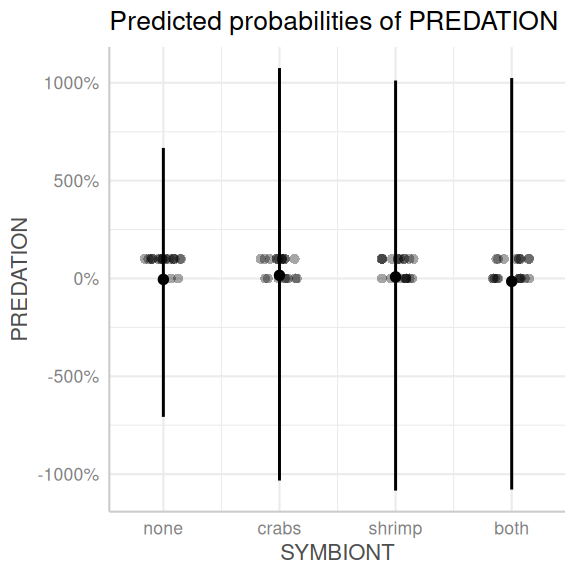 Predicted probabilities of PREDATION
1000%
500%
0%
-500%
-1000%
PREDATION
none crabs shrimp both
SYMBIONT